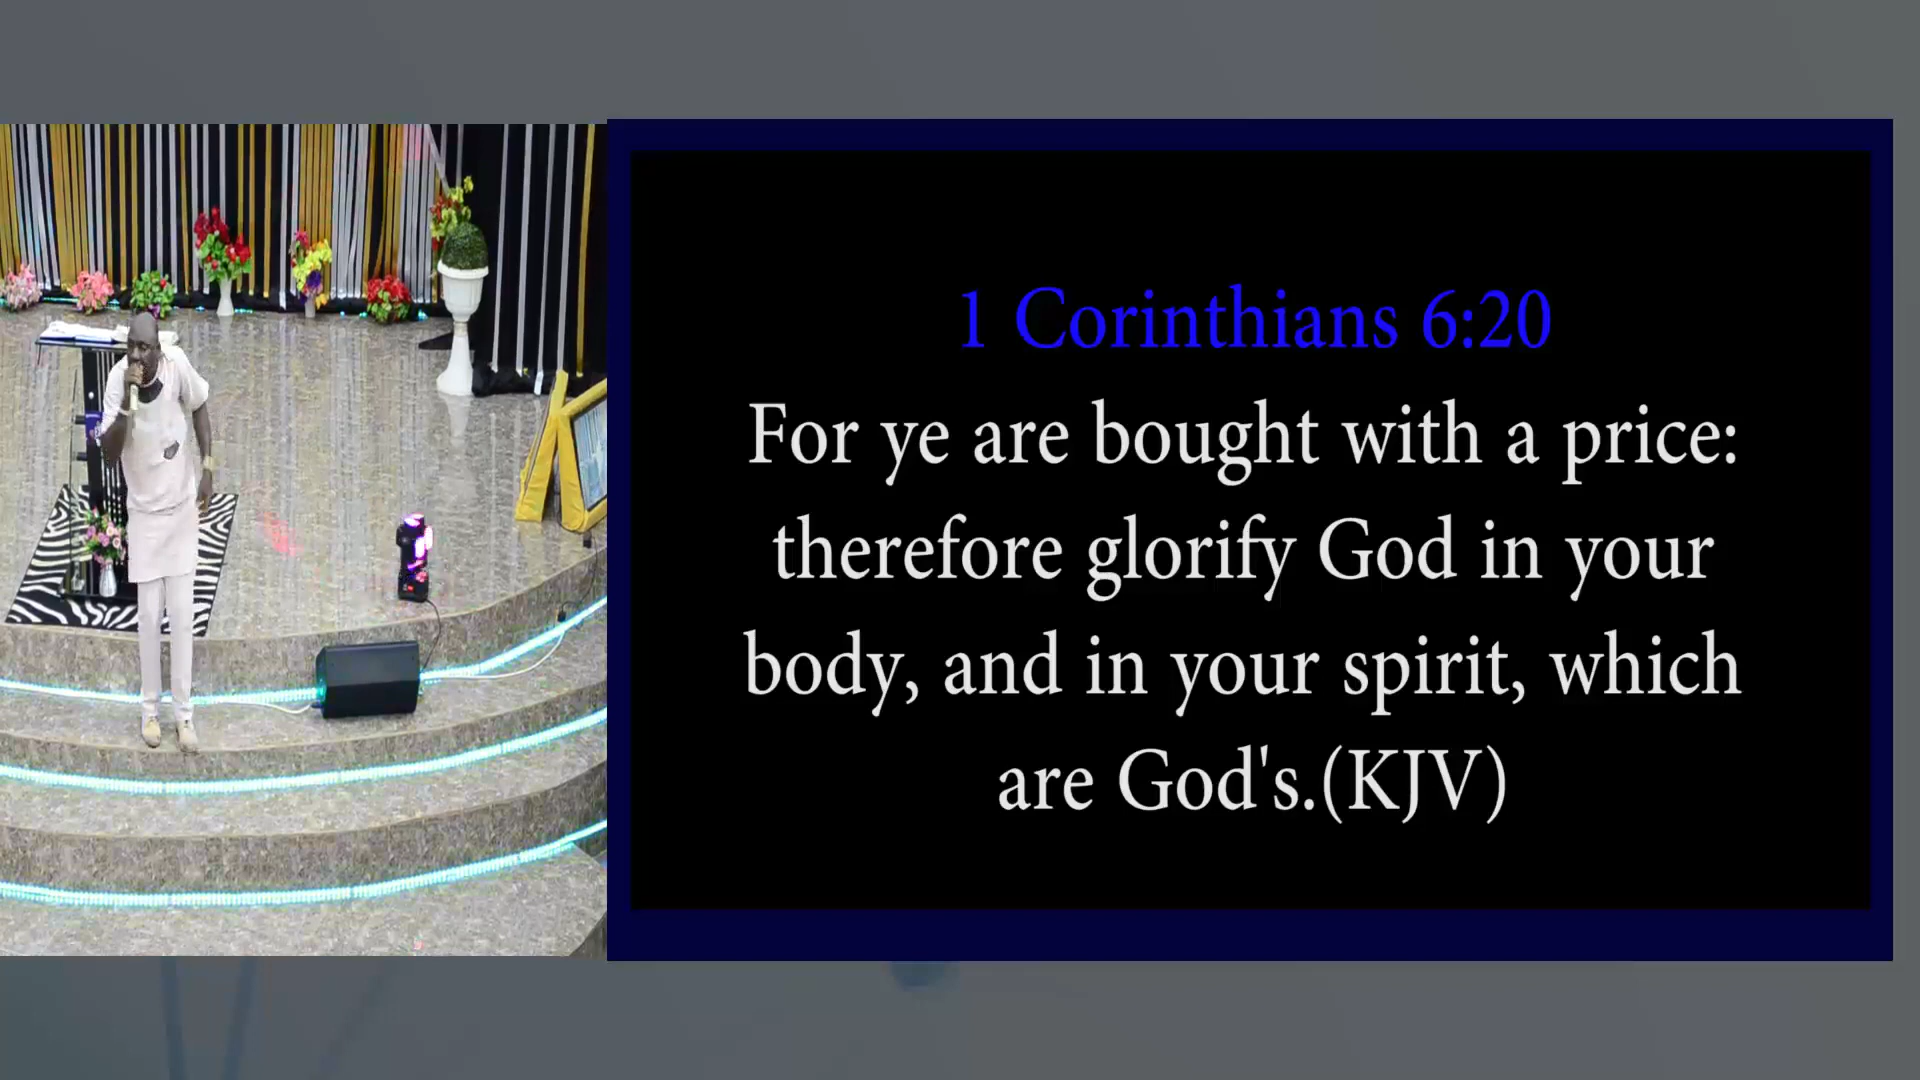 1 Corinthians 6:20
For ye are bought with a price:
therefore glorify God in your
body, and in your spirit, which
are God's.(KJV)